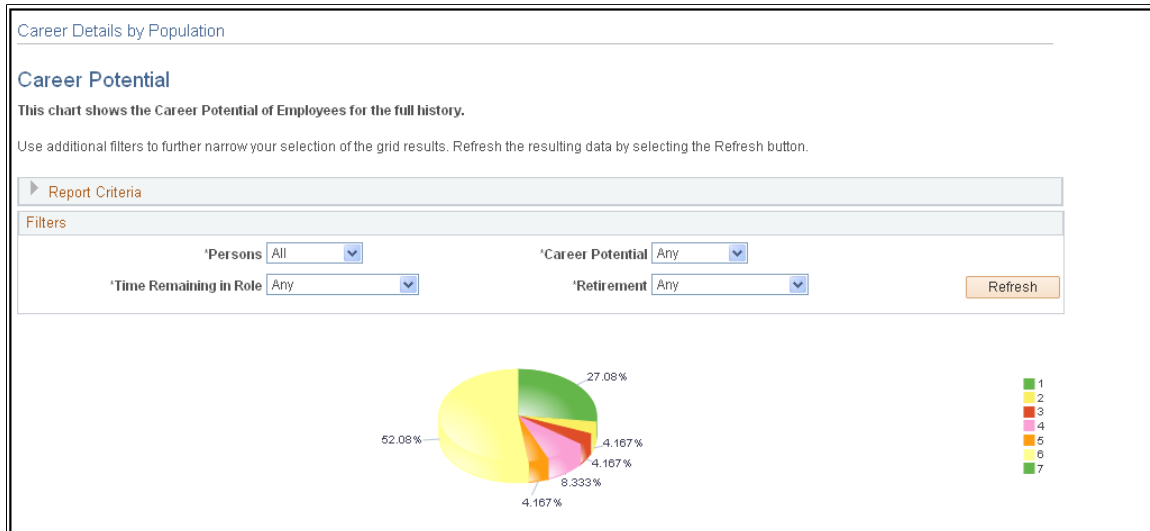 Career Details by Population
Career Potential
This chart shows the Career Potential of Employees for the full history.
Use additional filters to further narrow your selection of the grid results. Refresh the resulting data by selecting the Refresh button.
Report Criteria
Filters
*Persons All *Career Potential Any
*Time Remaining in Role Any *Retirement Any Refresh
27.08%
1
2
3
4
5
6
7
52.08%
4.167%
4.167%
8.333%
4.167%